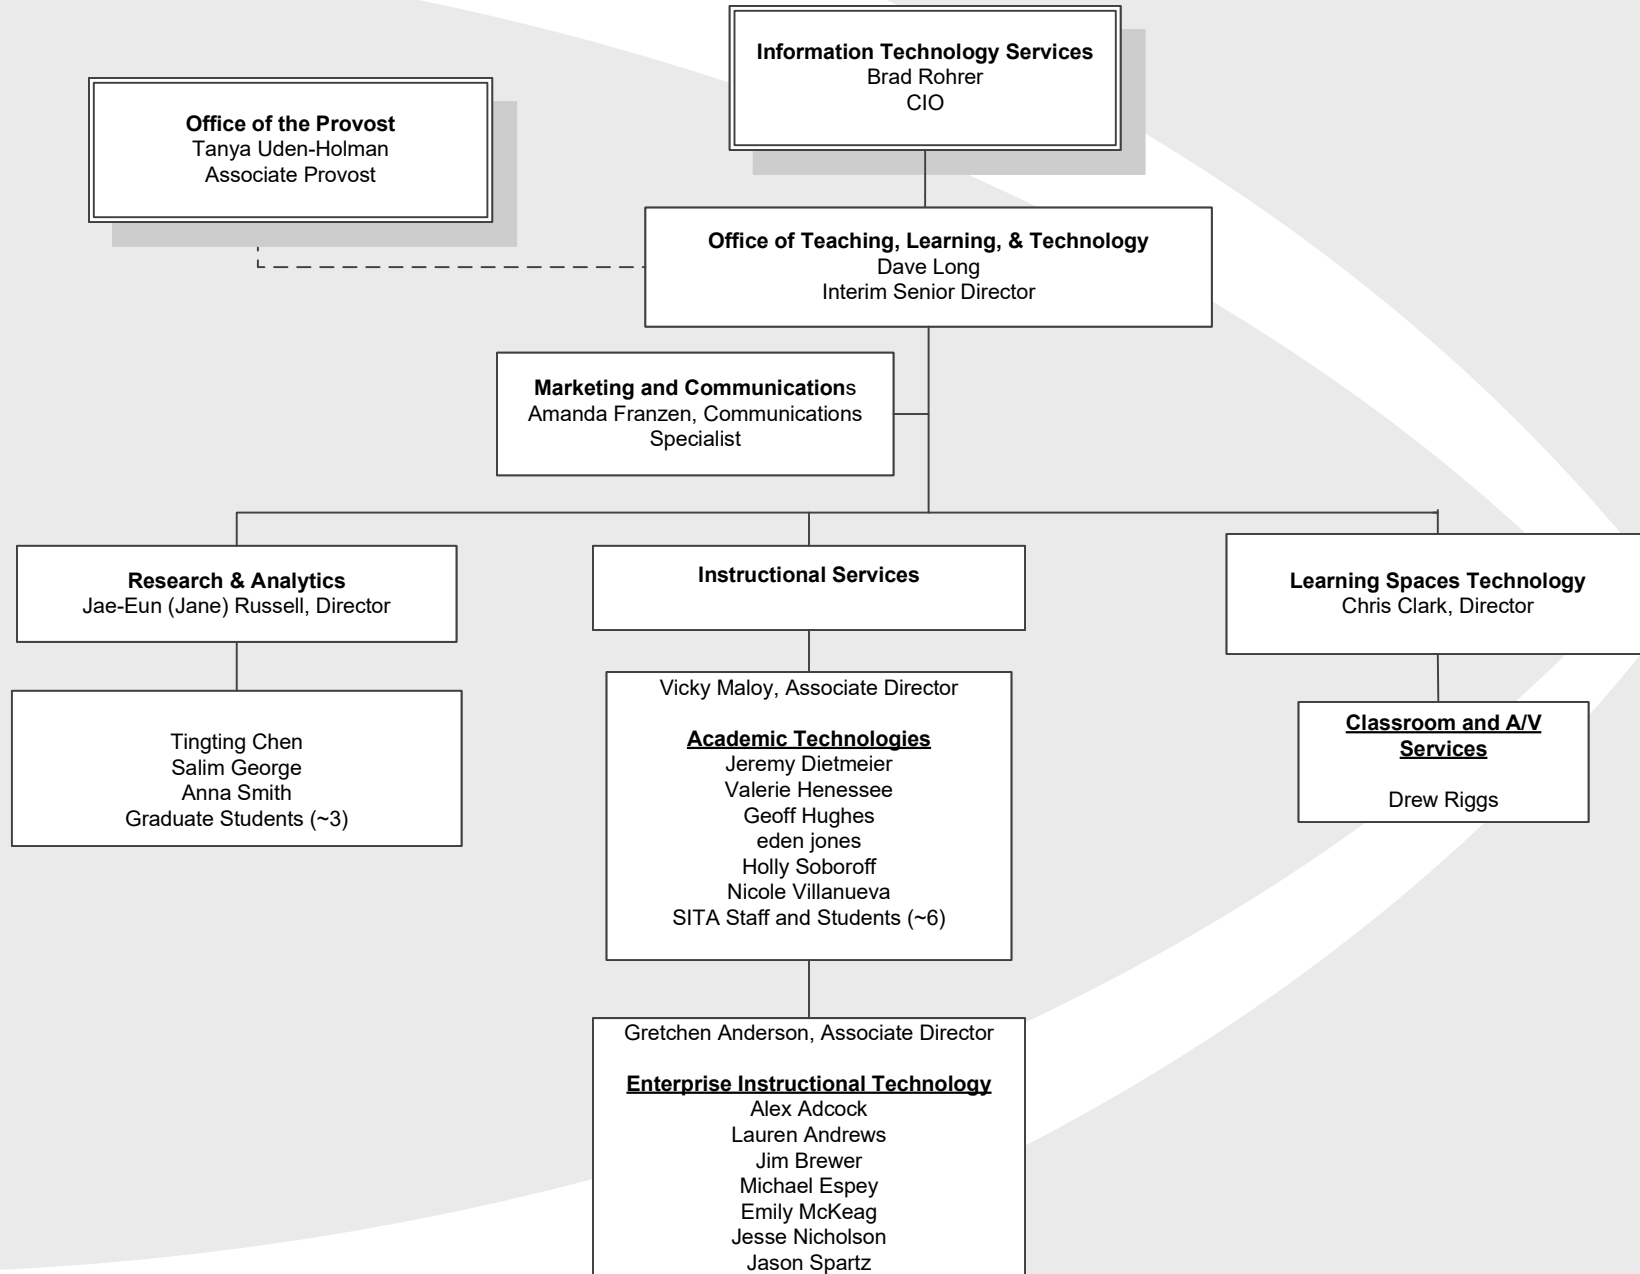 Information Technology Services
Brad Rohrer
CIO
Office of the Provost
Tanya Uden-Holman
Associate Provost
Office of Teaching, Learning, & Technology
Dave Long
Interim Senior Director
Marketing and Communications
Amanda Franzen, Communications
Specialist
Research & Analytics
Jae-Eun (Jane) Russell, Director
Tingting Chen
Salim George
Anna Smith
Graduate Students (~3)
Instructional Services
Vicky Maloy, Associate Director
Academic Technologies
Jeremy Dietmeier
Valerie Henessee
Geoff Hughes
eden jones
Holly Soboroff
Nicole Villanueva
SITA Staff and Students (~6)
Gretchen Anderson, Associate Director
Enterprise Instructional Technology
Alex Adcock
Lauren Andrews
Jim Brewer
Michael Espey
Emily McKeag
Jesse Nicholson
Jason Spartz
Learning Spaces Technology
Chris Clark, Director
Classroom and A/V
Services
Drew Riggs